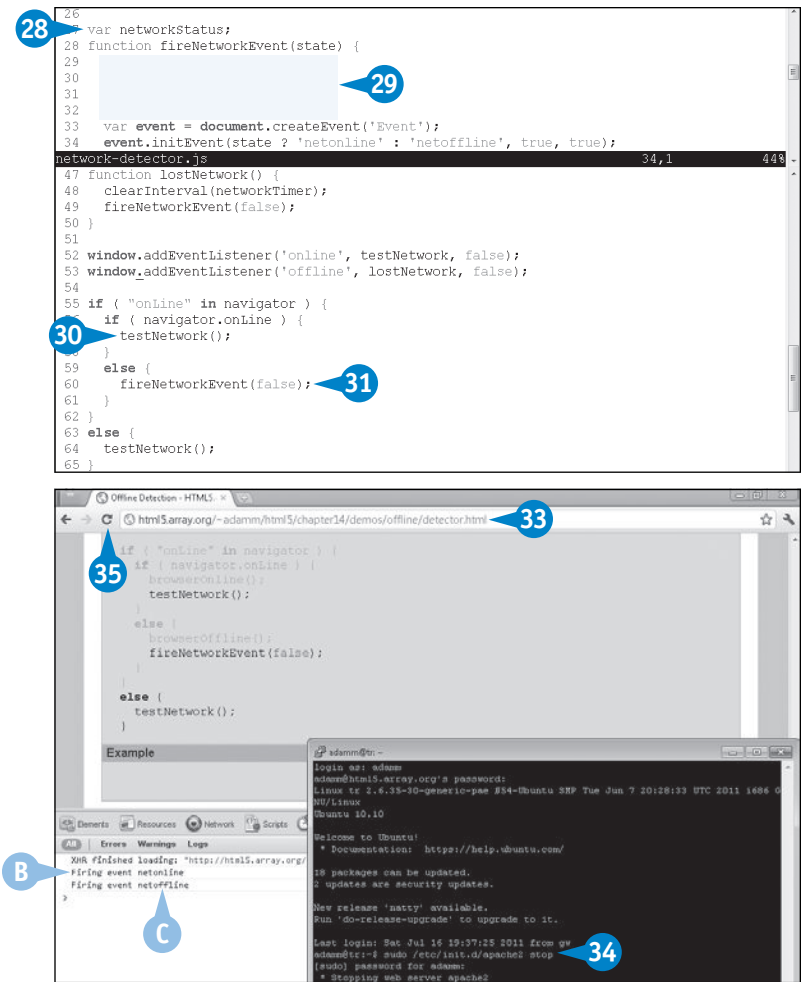 26
28
27 var networkStatus;
28 function fireNetworkEvent(state) {
29
29
30
31
32
33 var event = document.createEvent('Event');
34 event.initEvent(state ? 'netonline' : 'netoffline', true, true);
network-detector.js 34,1 44%
47 function lostNetwork() {
48 clearInterval(networkTimer);
49 fireNetworkEvent(false);
50 }
51
52 window.addEventListener('online', testNetwork, false);
53 window.addEventListener('offline', lostNetwork, false);
54
55 if ( "onLine" in navigator ) {
if ( navigator.onLine ) {
30
testNetwork();
}
59 else {
60 fireNetworkEvent(false);
31
61 }
62 }
63 else {
64 testNetwork();
65 }
Offline Detection - HTML5
html5.array.org/~adamm/html5/chapter14/demos/offline/detector.html
33
35
if ( "onLine" in navigator ) {
if ( navigator.onLine ) {
browserOnline();
testNetwork();
}
else {
browserOffline();
fireNetworkEvent(false);
}
}
else {
testNetwork();
}
Example
adamm@tr: ~
login as: adamm
adamm@html5.array.org's password:
Linux tr 2.6.35-30-generic-pae #54-Ubuntu SMP Tue Jun 7 20:28:33 UTC 2011 i686 G
NU/Linux
Ubuntu 10.10
Welcome to Ubuntu!
* Documentation: https://help.ubuntu.com/
18 packages can be updated.
2 updates are security updates.
New release 'natty' available.
Run 'do-release-upgrade' to upgrade to it.
Last login: Sat Jul 16 19:37:25 2011 from gw
adamm@tr:~$ sudo /etc/init.d/apache2 stop
34
[sudo] password for adamm:
* Stopping web server apache2
Elements Resources Network Scripts
All Errors Warnings Logs
XHR finished loading: "http://html5.array.org/
B
Firing event netonline
Firing event netoffline
>
C